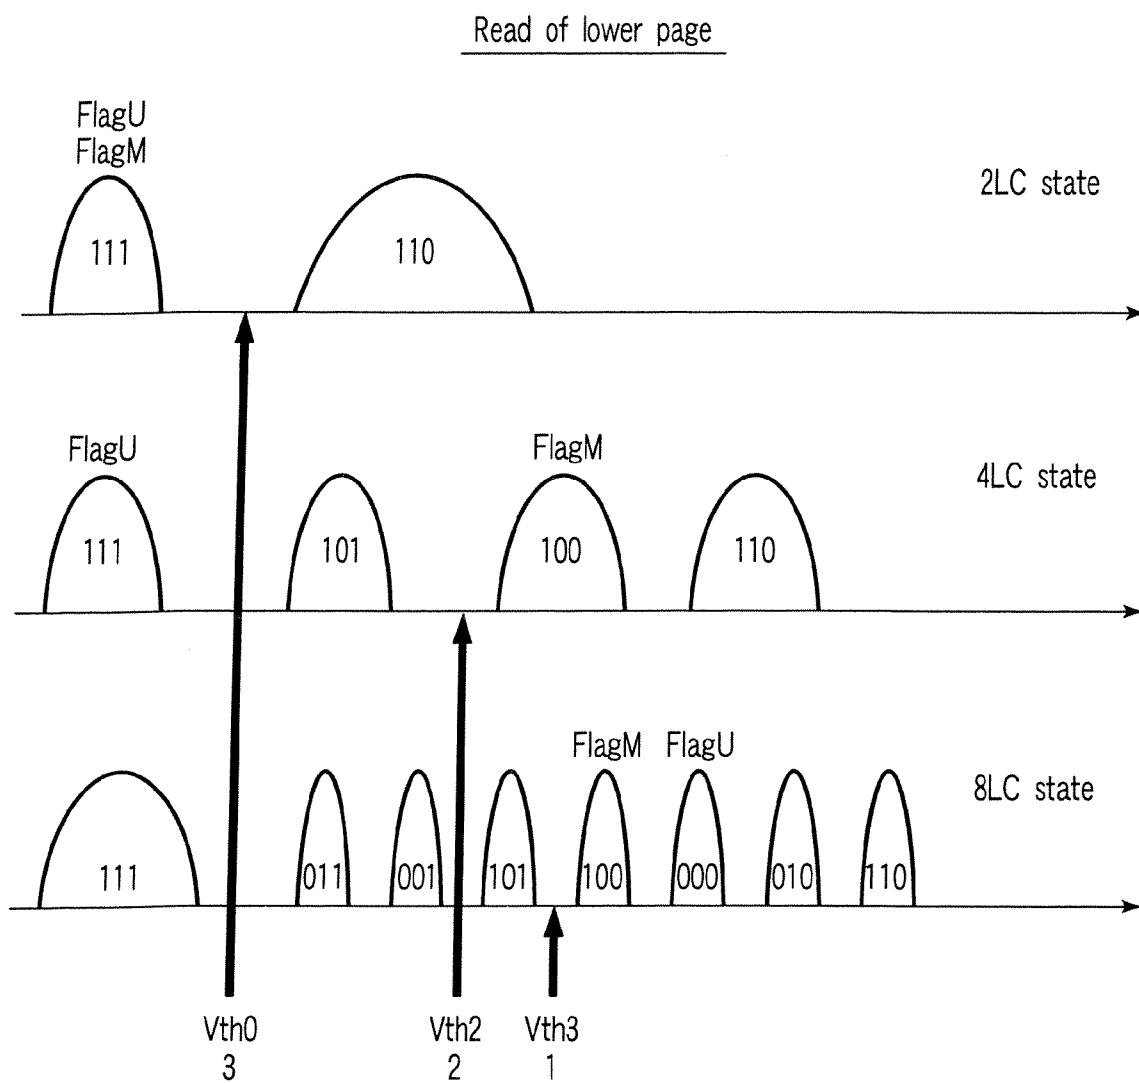 Read of lower page
FlagU
FlagM
2LC state
111
110
FlagU
FlagM
4LC state
111
101
100
110
FlagM
FlagU
8LC state
111
011
001
101
100
000
010
110
Vth0
Vth2
Vth3
3
2
1